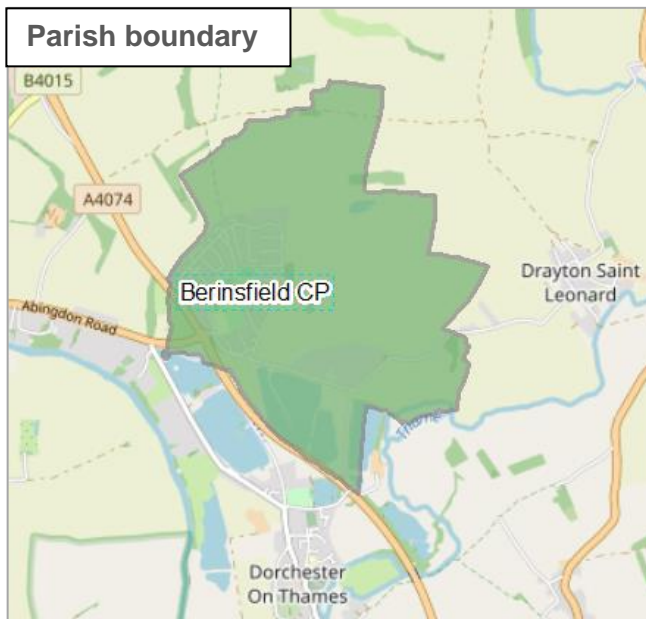 Parish boundary
B4015
A4074
Berinsfield CP
Drayton Saint
Leonard
Abingdon Road
Thame
Dorchester
On Thames